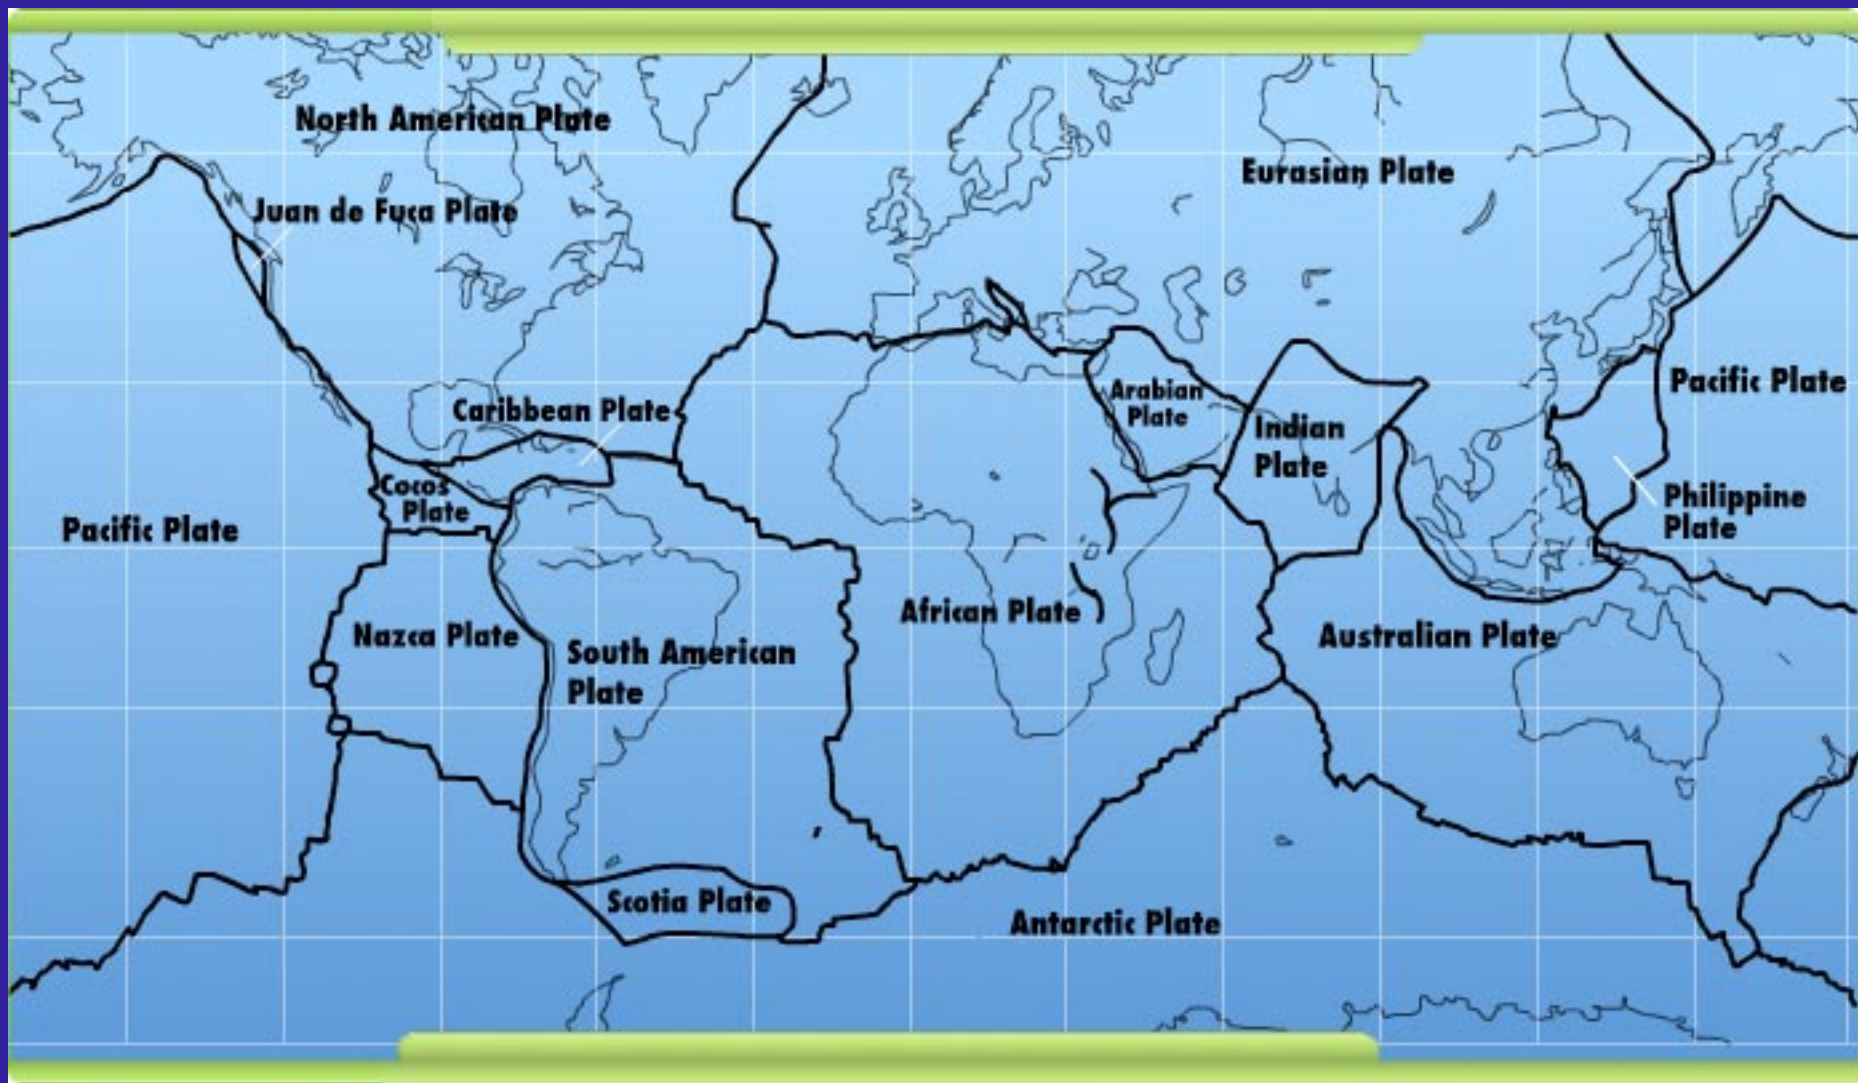 North American Plate
Eurasian Plate
Juan de Fuca Plate
Pacific Plate
Arabian
Plate
Caribbean Plate
Indian
Plate
Cocos
Plate
Philippine
Plate
Pacific Plate
African Plate
Nazca Plate
Australian Plate
South American
Plate
Scotia Plate
Antarctic Plate